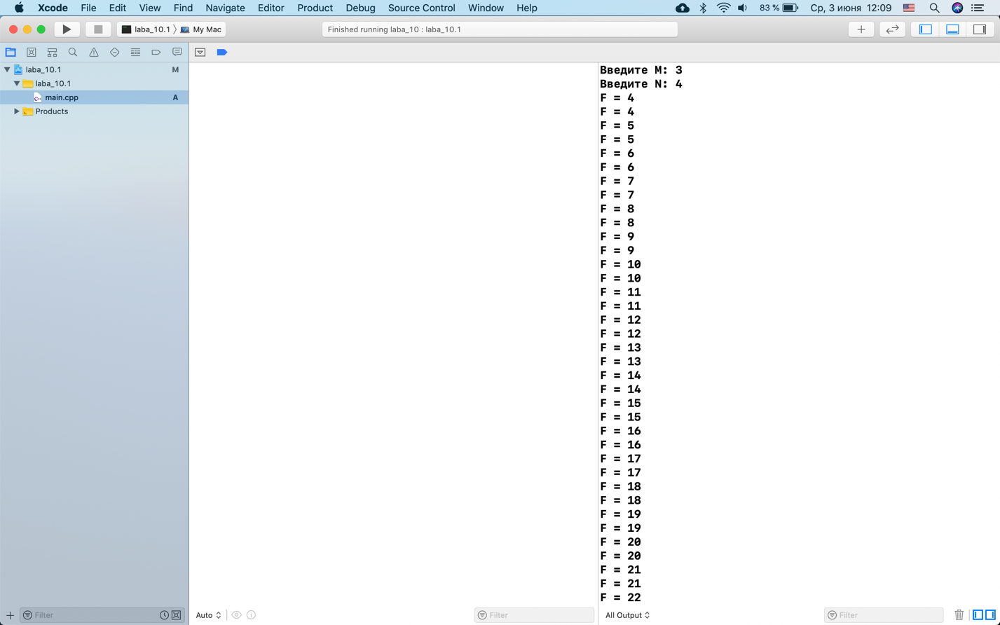 Xcode File Edit View Find Navigate Editor Product Debug Source Control Window Help 83 % Ср, 3 июня 12:09
laba_10.1 My Mac
Finished running laba_10 : laba_10.1
laba_10.1 M
laba_10.1
main.cpp A
Products
Введите M: 3
Введите N: 4
F = 4
F = 4
F = 5
F = 5
F = 6
F = 6
F = 7
F = 7
F = 8
F = 8
F = 9
F = 9
F = 10
F = 10
F = 11
F = 11
F = 12
F = 12
F = 13
F = 13
F = 14
F = 14
F = 15
F = 15
F = 16
F = 16
F = 17
F = 17
F = 18
F = 18
F = 19
F = 19
F = 20
F = 20
F = 21
F = 21
F = 22
Filter
Auto
Filter
All Output
Filter